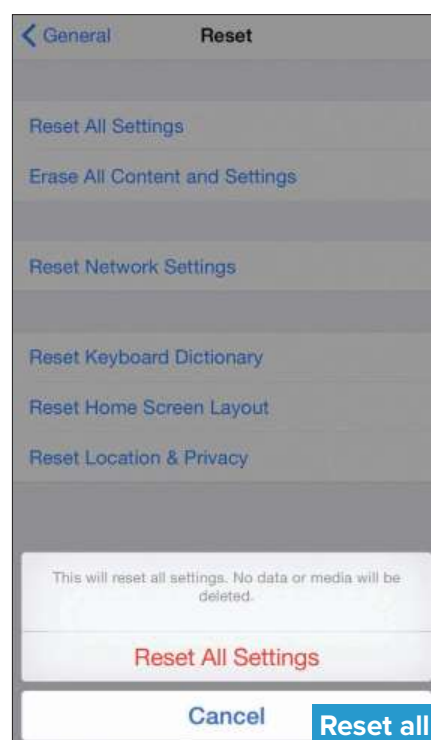 General Reset
Reset All Settings
Erase All Content and Settings
Reset Network Settings
Reset Keyboard Dictionary
Reset Home Screen Layout
Reset Location & Privacy
This will reset all settings. No data or media will be
deleted.
Reset All Settings
Cancel
Reset all